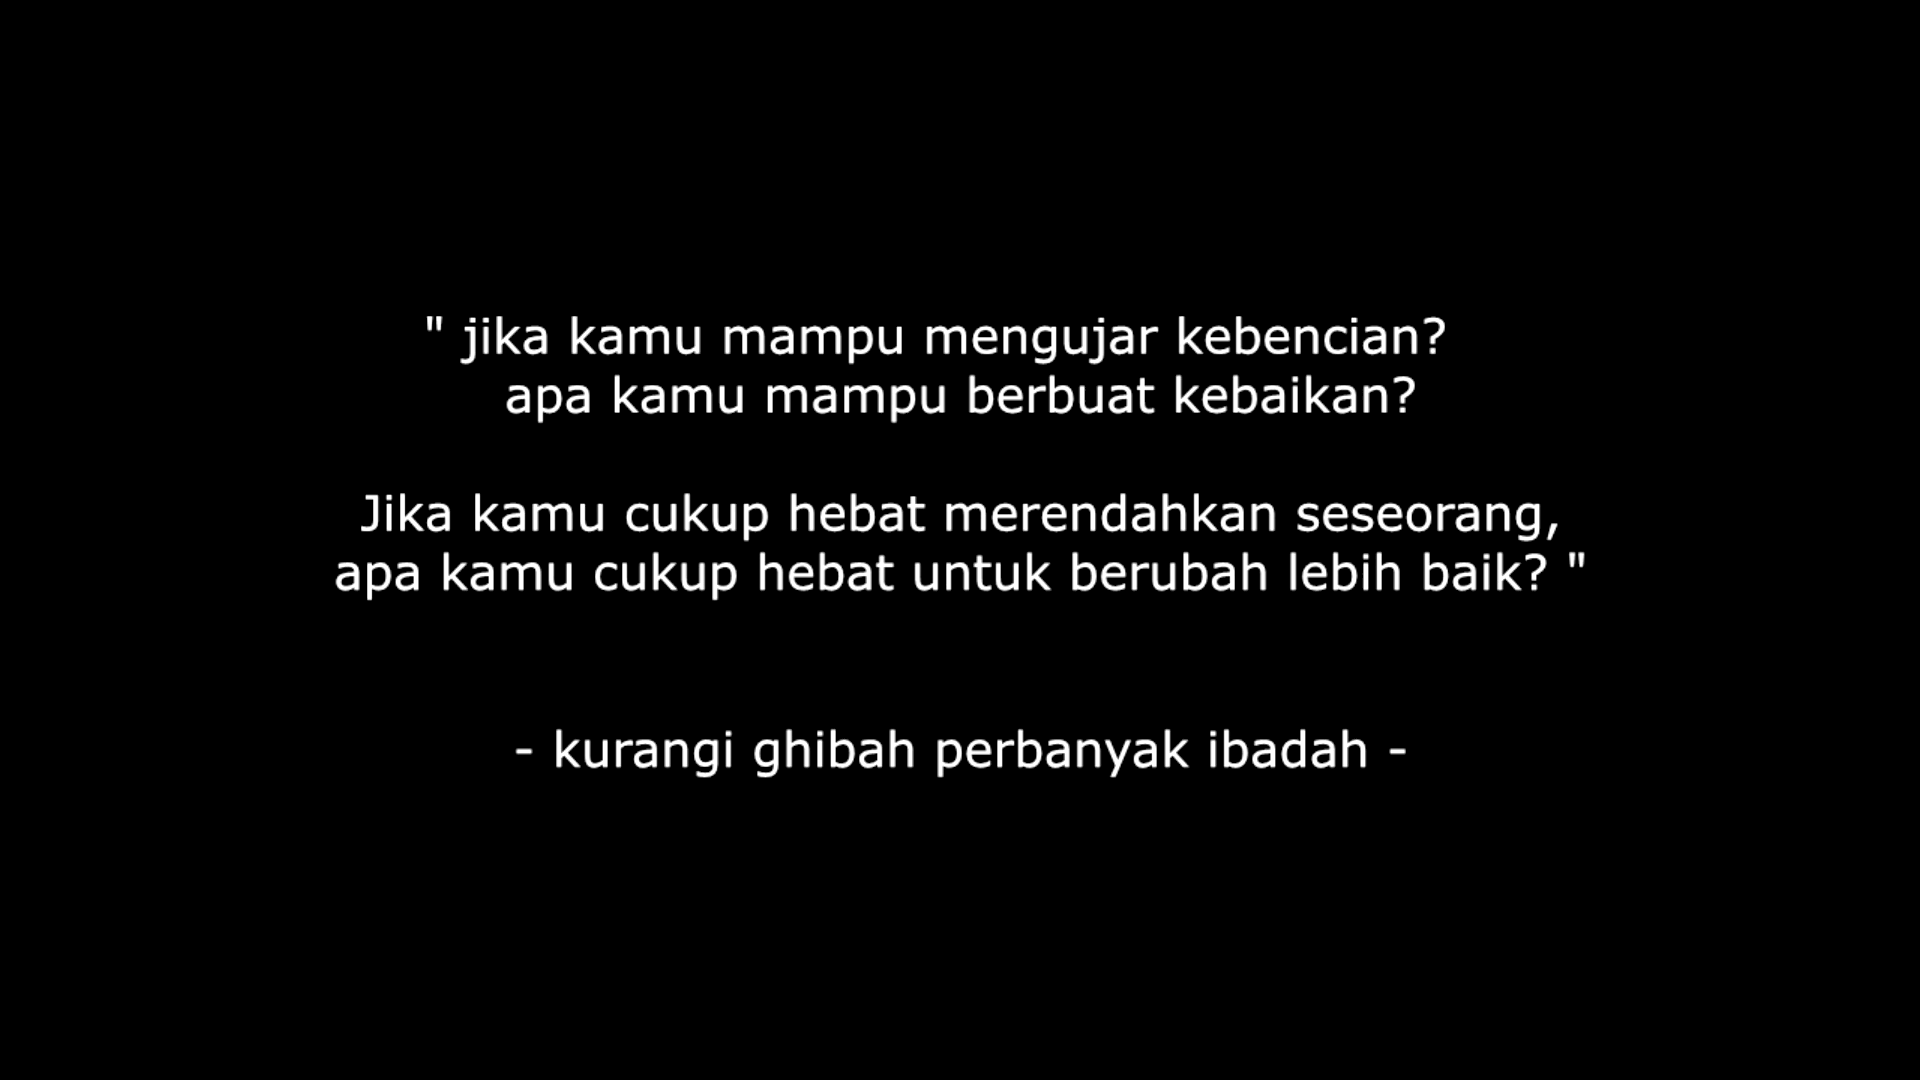 " jika kamu mampu mengujar kebencian?
apa kamu mampu berbuat kebaikan?
Jika kamu cukup hebat merendahkan seseorang,
apa kamu cukup hebat untuk berubah lebih baik? "
- kurangi ghibah perbanyak ibadah -